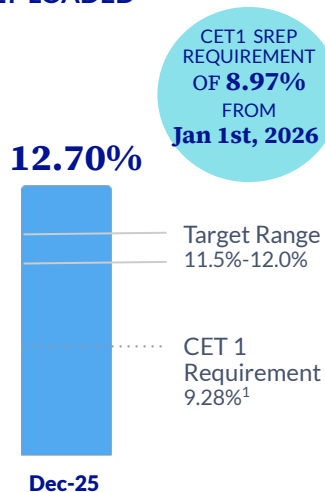 CET1 SREP
REQUIREMENT
OF 8.97%
FROM
Jan 1st, 2026
12.70%
Target Range
11.5%-12.0%
CET 1
Requirement
9.28%¹
Dec-25